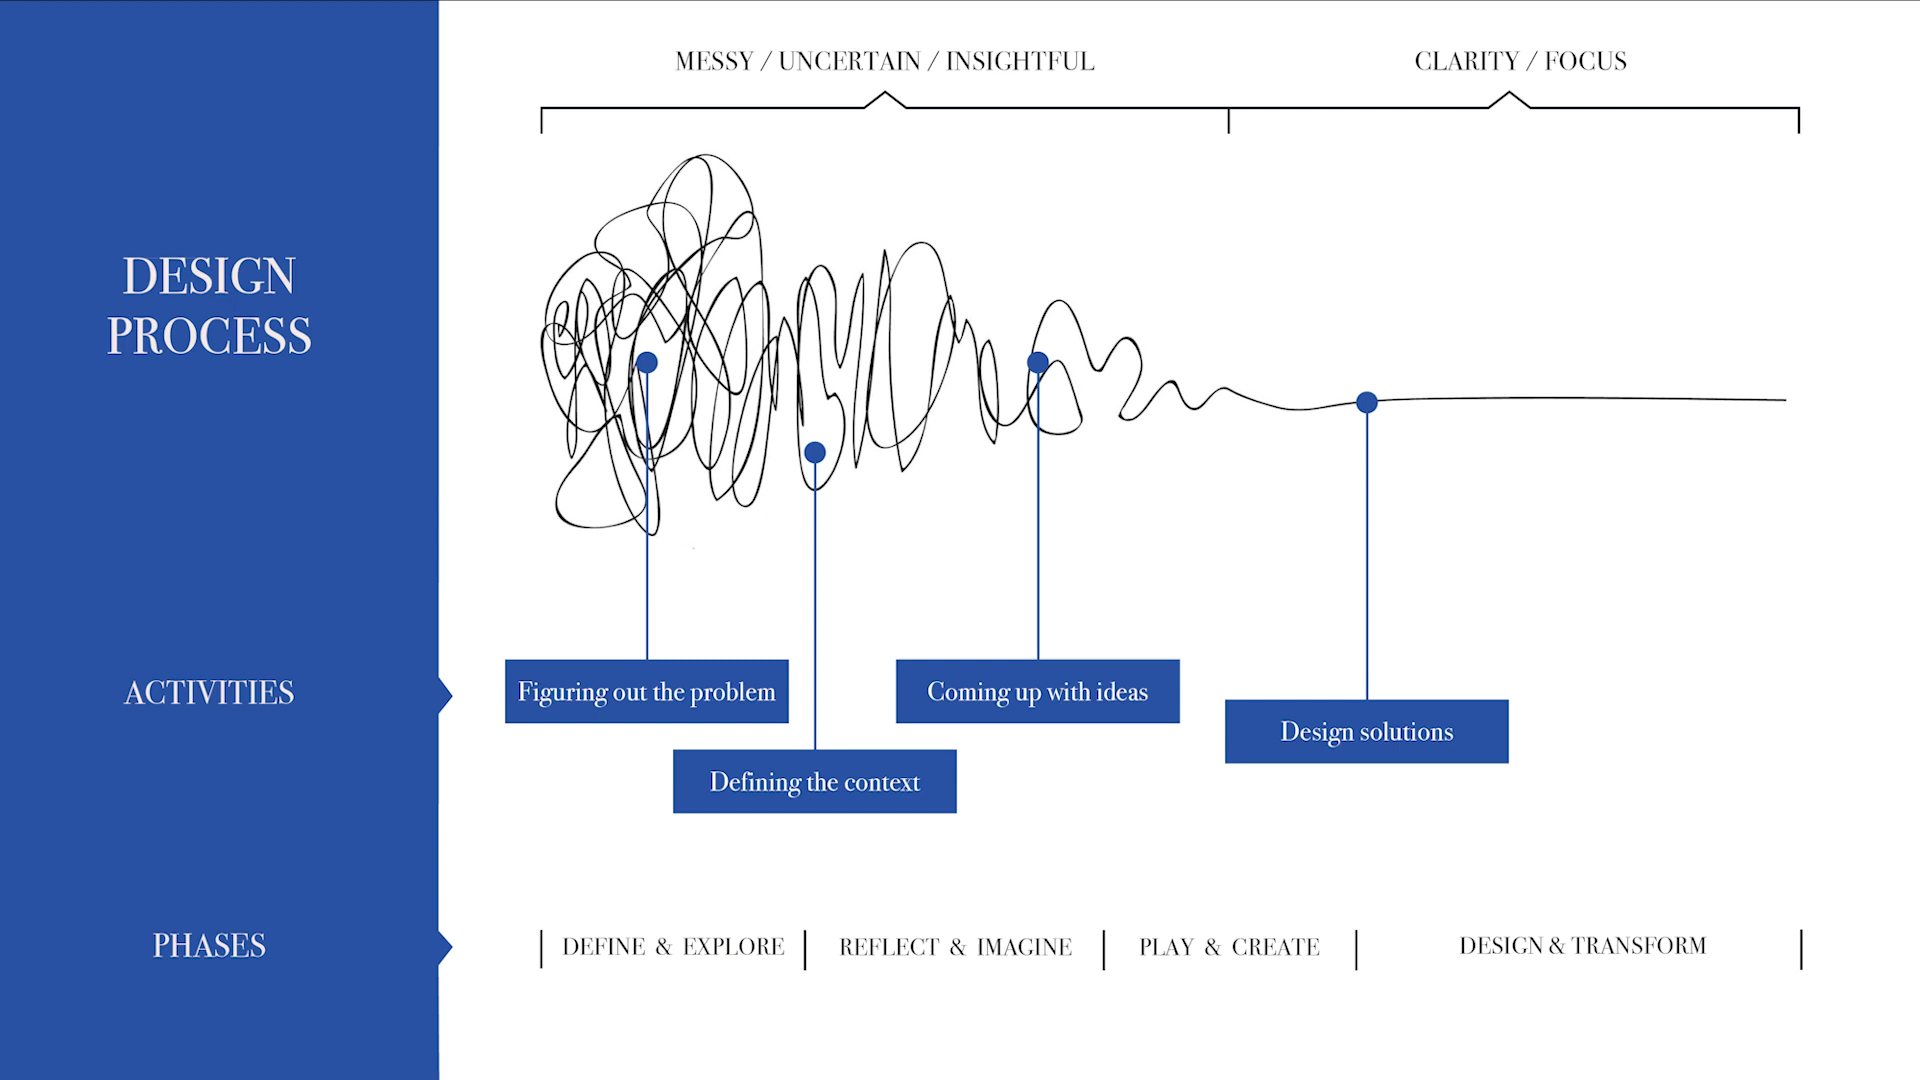 MESSY / UNCERTAIN / INSIGHTFUL
CLARITY / FOCUS
DESIGN
PROCESS
ACTIVITIES
Figuring out the problem
Coming up with ideas
Design solutions
Defining the context
PHASES
DEFINE & EXPLORE
REFLECT & IMAGINE
PLAY & CREATE
DESIGN & TRANSFORM